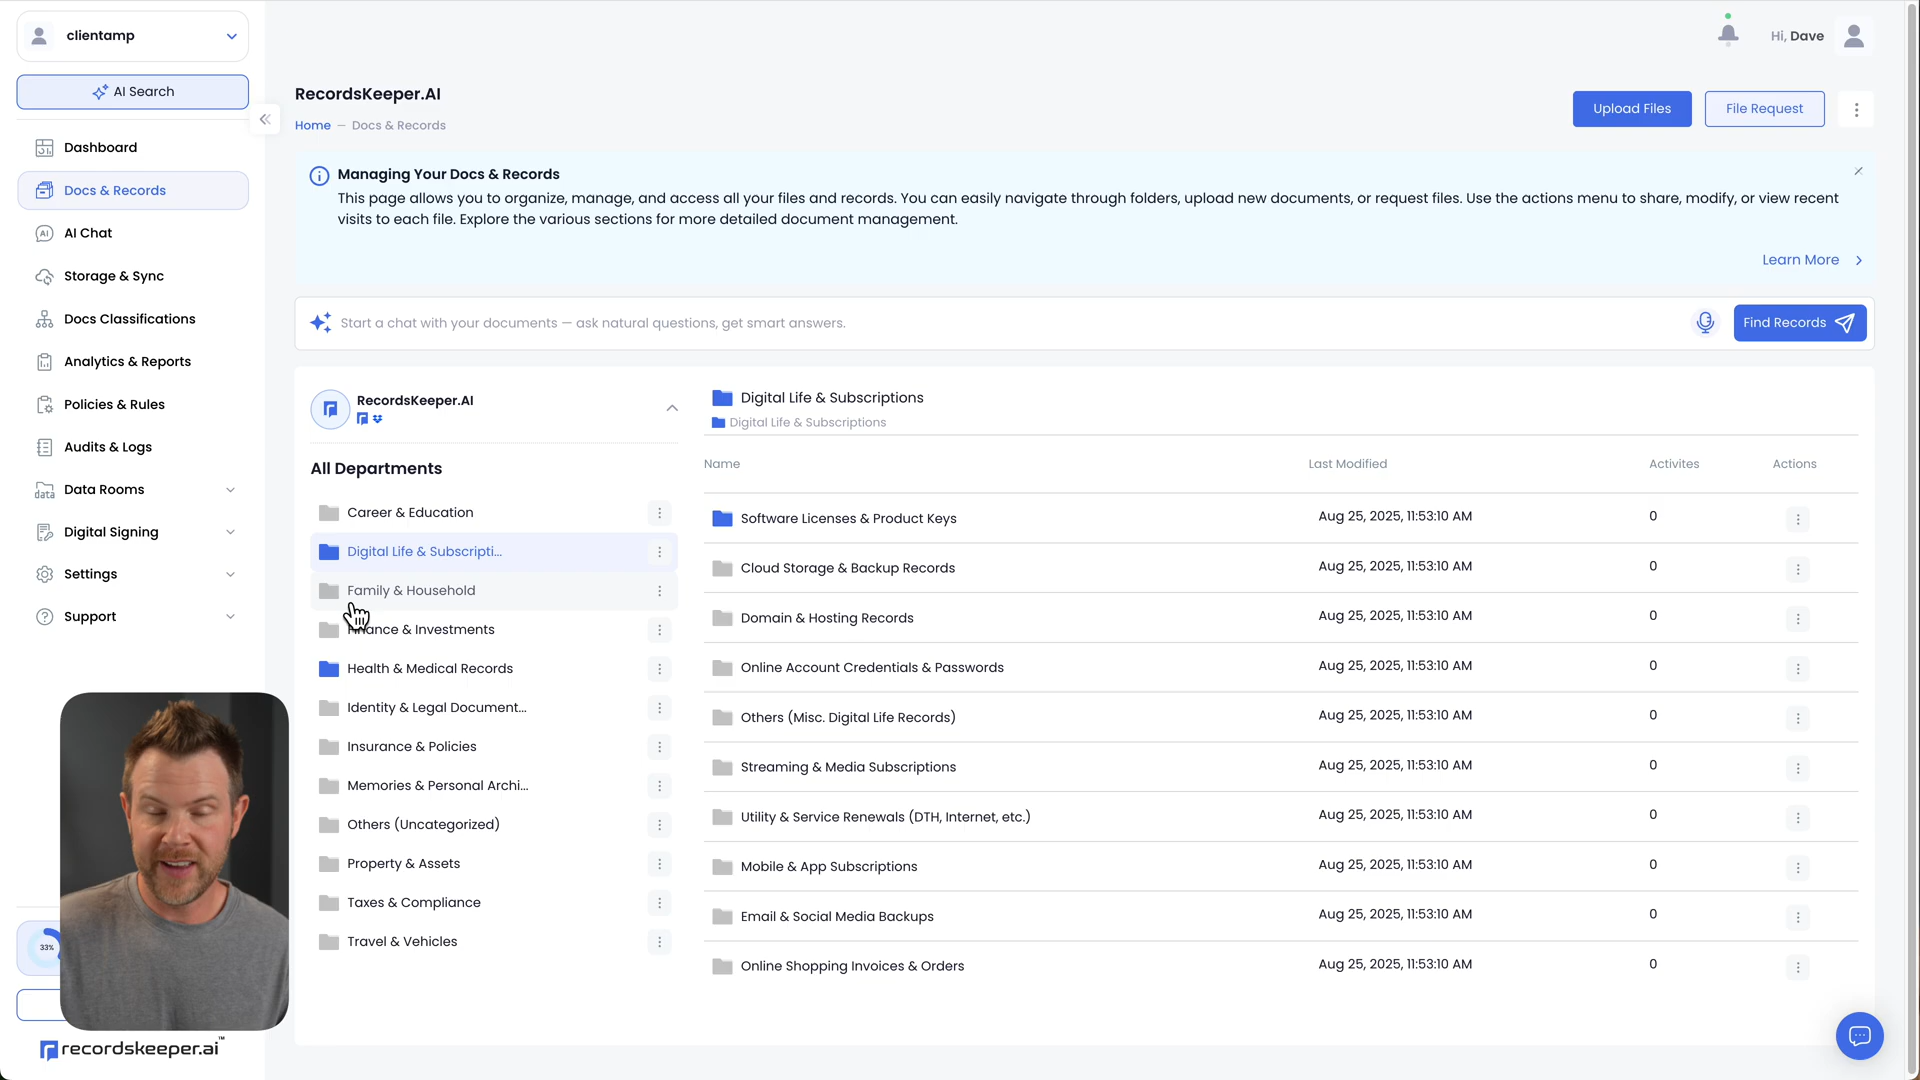 clientamp
AI Search
Dashboard
Docs & Records
AI Chat
Storage & Sync
Docs Classifications
Analytics & Reports
Policies & Rules
Audits & Logs
Data Rooms
Digital Signing
Settings
Support
33%
recordskeeper.ai™
Hi, Dave
RecordsKeeper.AI
Home – Docs & Records
Upload Files
File Request
Managing Your Docs & Records
This page allows you to organize, manage, and access all your files and records. You can easily navigate through folders, upload new documents, or request files. Use the actions menu to share, modify, or view recent
visits to each file. Explore the various sections for more detailed document management.
Learn More
Start a chat with your documents — ask natural questions, get smart answers.
Find Records
RecordsKeeper.AI
All Departments
Career & Education
Digital Life & Subscripti...
Family & Household
Finance & Investments
Health & Medical Records
Identity & Legal Document...
Insurance & Policies
Memories & Personal Archi...
Others (Uncategorized)
Property & Assets
Taxes & Compliance
Travel & Vehicles
Digital Life & Subscriptions
Digital Life & Subscriptions
Name Last Modified Activites Actions
Software Licenses & Product Keys Aug 25, 2025, 11:53:10 AM 0
Cloud Storage & Backup Records Aug 25, 2025, 11:53:10 AM 0
Domain & Hosting Records Aug 25, 2025, 11:53:10 AM 0
Online Account Credentials & Passwords Aug 25, 2025, 11:53:10 AM 0
Others (Misc. Digital Life Records) Aug 25, 2025, 11:53:10 AM 0
Streaming & Media Subscriptions Aug 25, 2025, 11:53:10 AM 0
Utility & Service Renewals (DTH, Internet, etc.) Aug 25, 2025, 11:53:10 AM 0
Mobile & App Subscriptions Aug 25, 2025, 11:53:10 AM 0
Email & Social Media Backups Aug 25, 2025, 11:53:10 AM 0
Online Shopping Invoices & Orders Aug 25, 2025, 11:53:10 AM 0